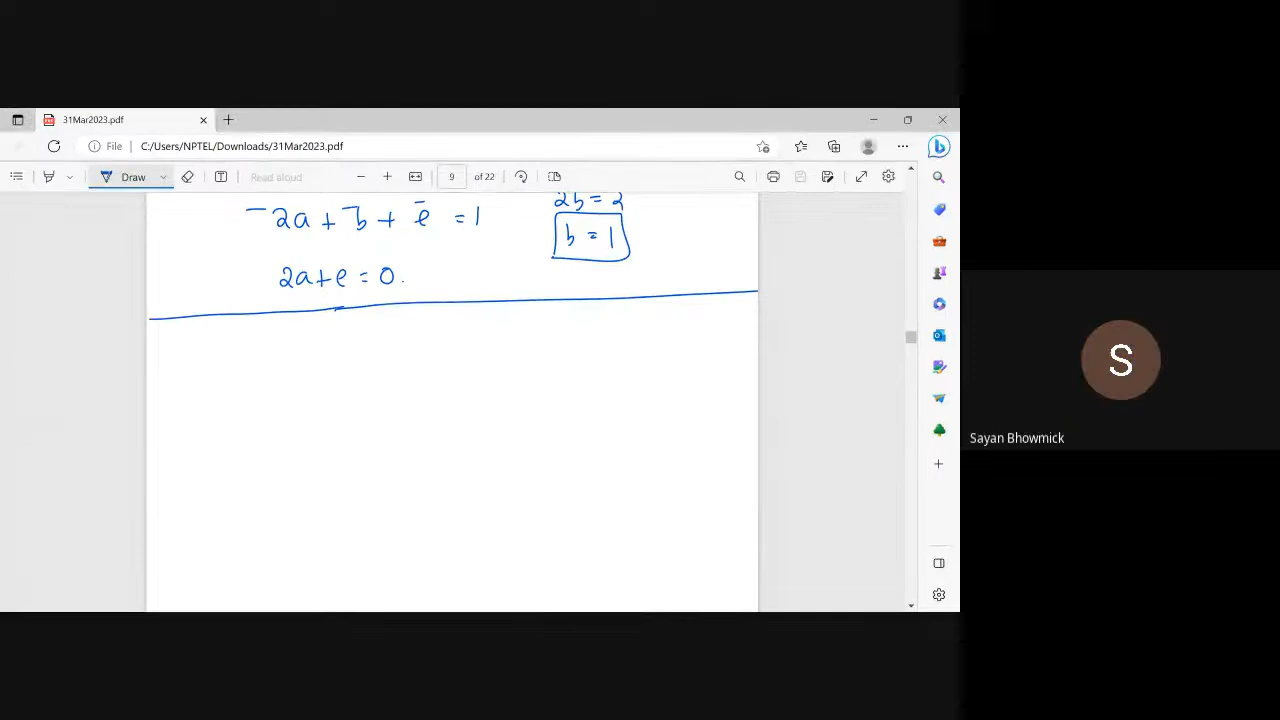 31Mar2023.pdf
File C:/Users/NPTEL/Downloads/31Mar2023.pdf
Draw Read aloud 9 of 22
2b = 2
‾2a + ‾b + ‾e = 1
b = 1
2a + e = 0.
S
Sayan Bhowmick